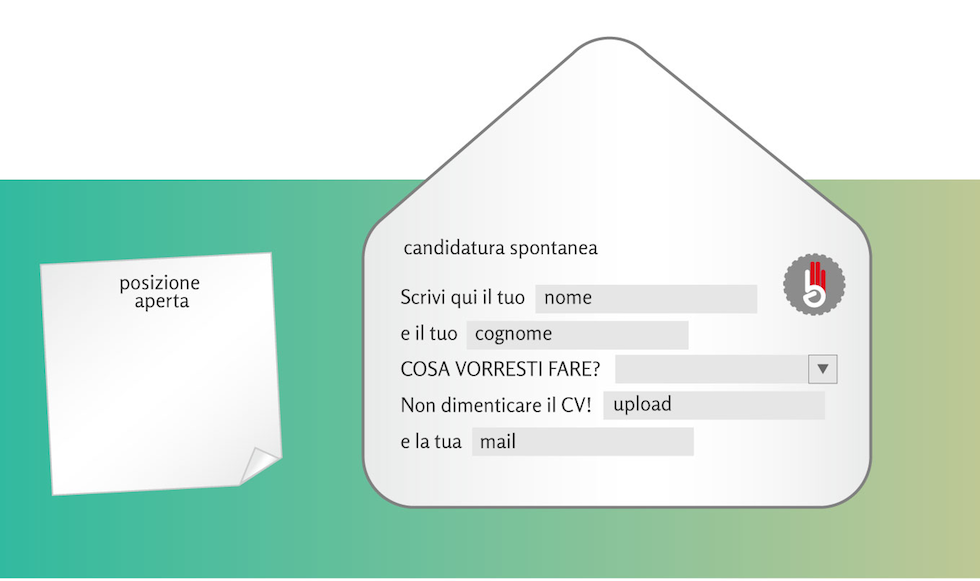 posizione
aperta
candidatura spontanea
Scrivi qui il tuo nome
e il tuo cognome
COSA VORRESTI FARE?
Non dimenticare il CV! upload
e la tua mail